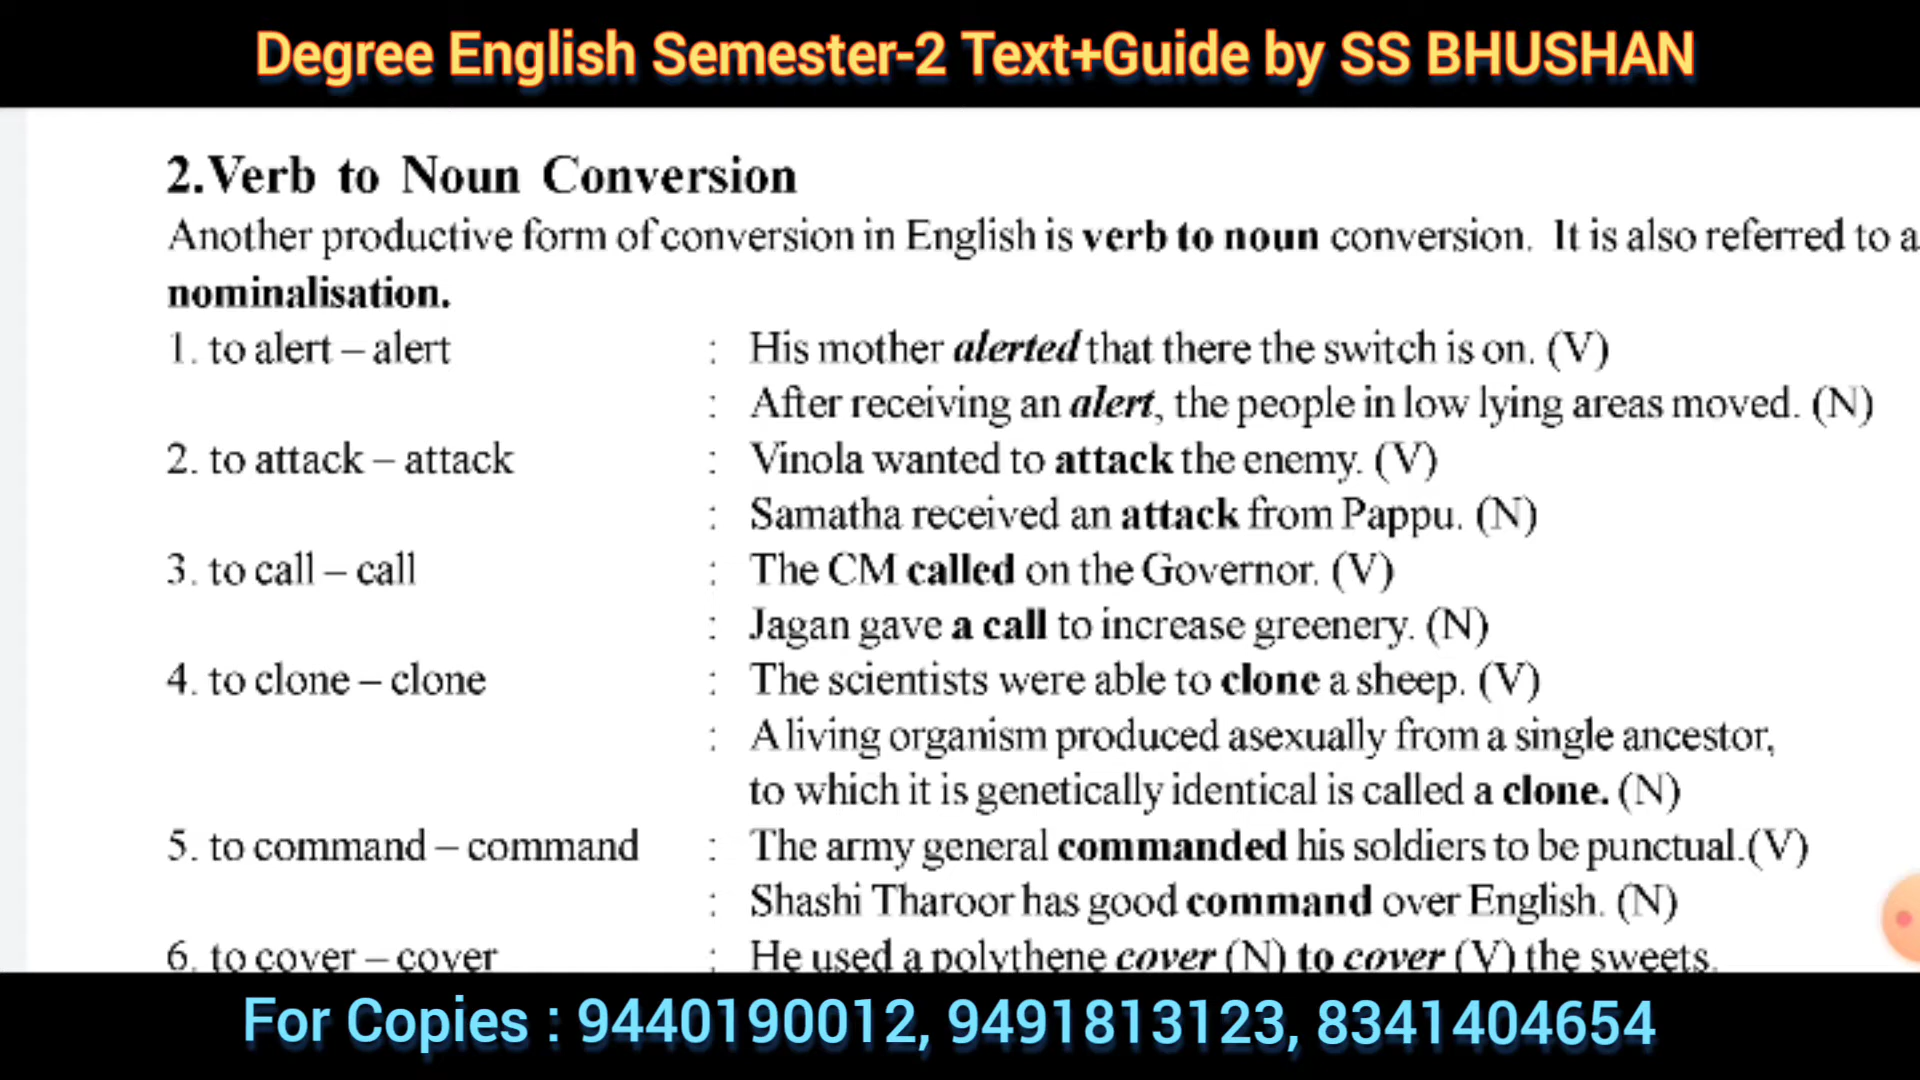 Degree English Semester-2 Text+Guide by SS BHUSHAN
2.Verb to Noun Conversion
Another productive form of conversion in English is verb to noun conversion. It is also referred to a
nominalisation.
1. to alert – alert : His mother alerted that there the switch is on. (V)
: After receiving an alert, the people in low lying areas moved. (N)
2. to attack – attack : Vinola wanted to attack the enemy. (V)
: Samatha received an attack from Pappu. (N)
3. to call – call : The CM called on the Governor. (V)
: Jagan gave a call to increase greenery. (N)
4. to clone – clone : The scientists were able to clone a sheep. (V)
: A living organism produced asexually from a single ancestor,
to which it is genetically identical is called a clone. (N)
5. to command – command : The army general commanded his soldiers to be punctual.(V)
: Shashi Tharoor has good command over English. (N)
6. to cover – cover : He used a polythene cover (N) to cover (V) the sweets.
For Copies : 9440190012, 9491813123, 8341404654